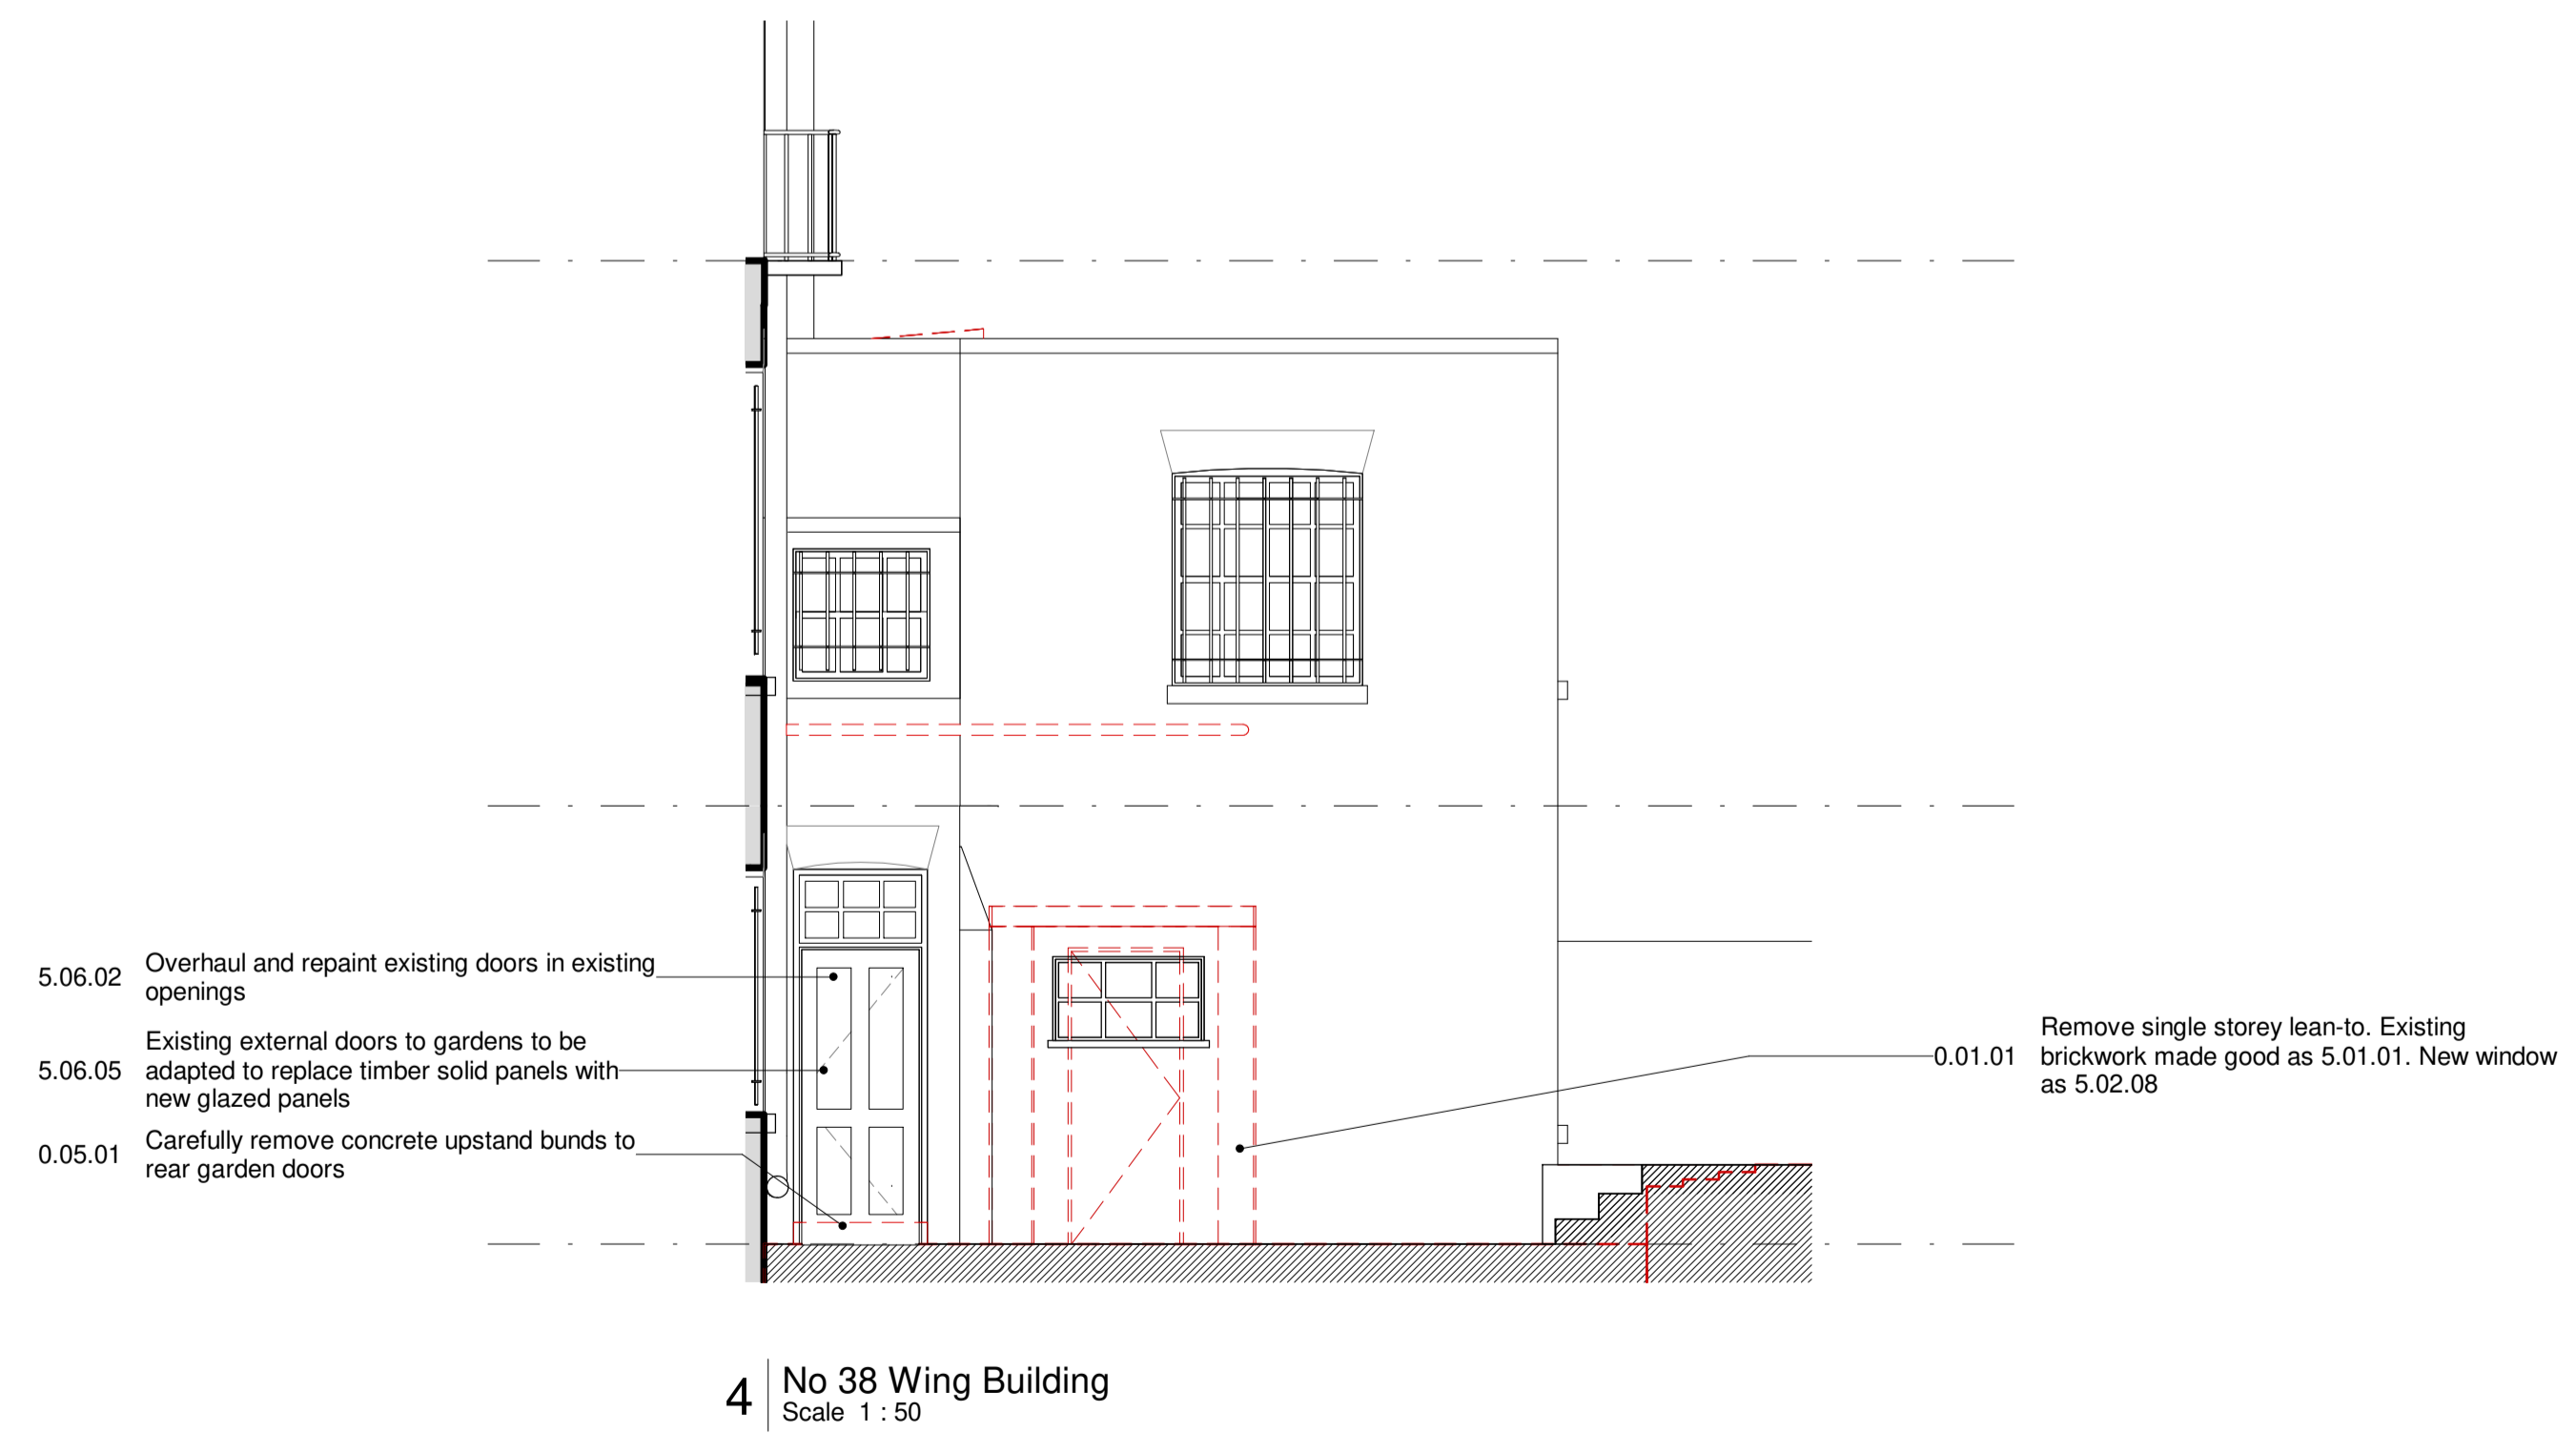 5.06.02 Overhaul and repaint existing doors in existing
openings
Existing external doors to gardens to be
5.06.05 adapted to replace timber solid panels with
new glazed panels
0.05.01 Carefully remove concrete upstand bunds to
rear garden doors
Remove single storey lean-to. Existing
0.01.01 brickwork made good as 5.01.01. New window
as 5.02.08
4 No 38 Wing Building
Scale 1 : 50